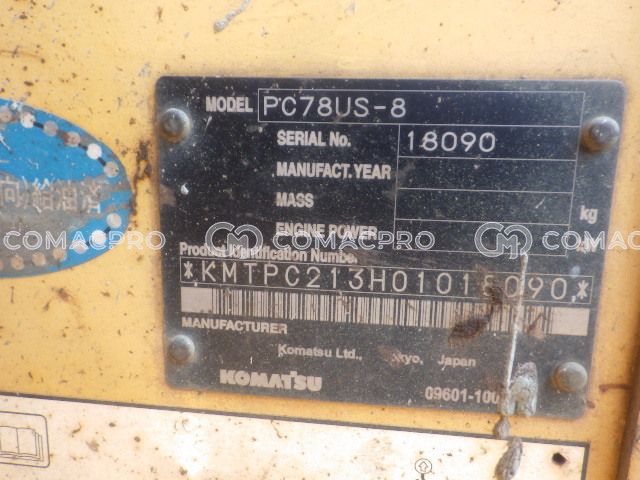 MODEL PC78US-8
SERIAL No. 18090
MANUFACT. YEAR
MASS kg
ENGINE POWER
COMACPRO COMACPRO COMACPRO
Product Identification Number
*KMTPC213H01018090*
MANUFACTURER
Komatsu Ltd., Japan
KOMATSU 09601-100